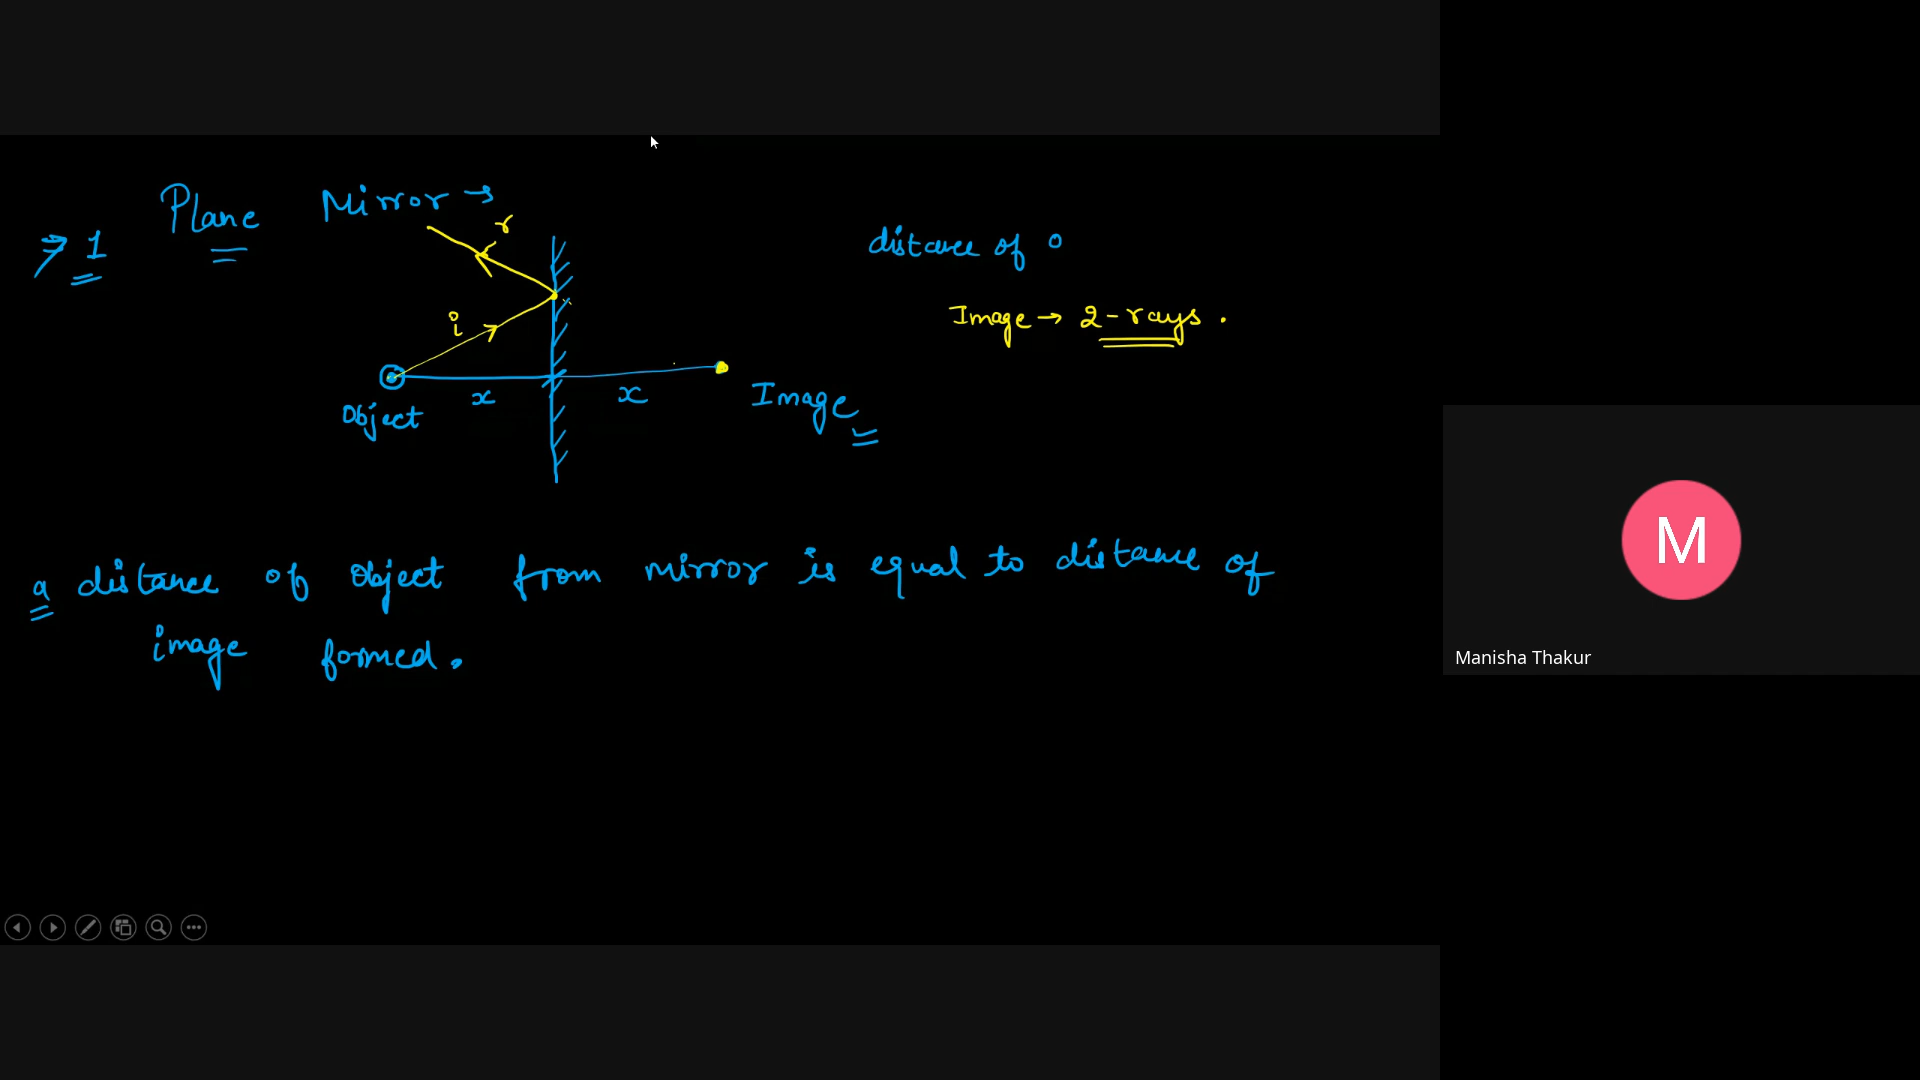 Plane Mirror →
→ 1
r
distance of o
i
Image → 2-rays.
x x
Object
Image
a distance of object from mirror is equal to distance of
image formed.
M
Manisha Thakur